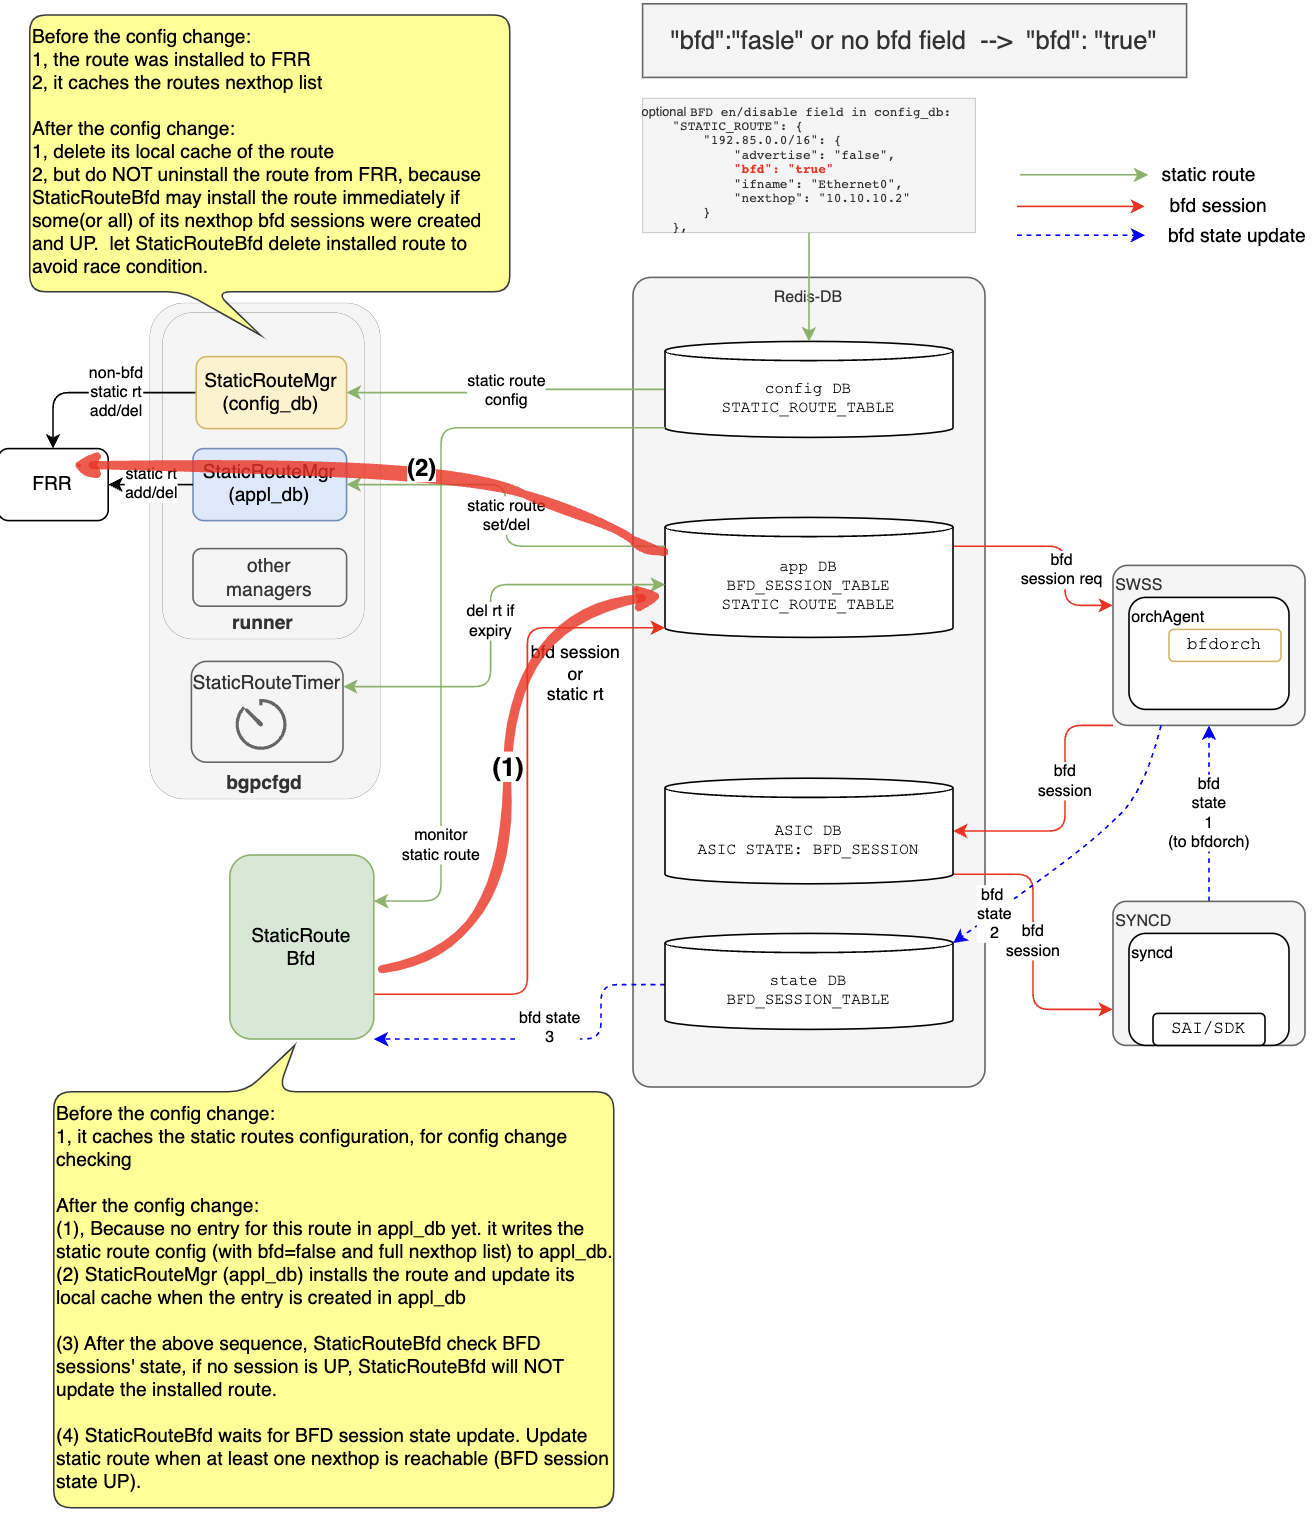 "bfd":"fasle" or no bfd field --> "bfd": "true"
Before the config change:
1, the route was installed to FRR
2, it caches the routes nexthop list
After the config change:
1, delete its local cache of the route
2, but do NOT uninstall the route from FRR, because
StaticRouteBfd may install the route immediately if
some(or all) of its nexthop bfd sessions were created
and UP.  let StaticRouteBfd delete installed route to
avoid race condition.
optional BFD en/disable field in config_db:
"STATIC_ROUTE": {
"192.85.0.0/16": {
"advertise": "false",
"bfd": "true"
"ifname": "Ethernet0",
"nexthop": "10.10.10.2"
}
},
static route
bfd session
bfd state update
Redis-DB
config DB
STATIC_ROUTE_TABLE
static route
config
StaticRouteMgr
(config_db)
non-bfd
static rt
add/del
FRR
static rt
add/del
StaticRouteMgr
(appl_db)
(2)
static route
set/del
other
managers
runner
app DB
BFD_SESSION_TABLE
STATIC_ROUTE_TABLE
bfd
session req
SWSS
orchAgent
bfdorch
del rt if
expiry
bfd session
or
static rt
StaticRouteTimer
bgpcfgd
(1)
bfd
session
bfd
state
1
(to bfdorch)
ASIC DB
ASIC STATE: BFD_SESSION
monitor
static route
StaticRoute
Bfd
bfd
state
2
bfd
session
SYNCD
syncd
SAI/SDK
state DB
BFD_SESSION_TABLE
bfd state
3
Before the config change:
1, it caches the static routes configuration, for config change
checking
After the config change:
(1), Because no entry for this route in appl_db yet. it writes the
static route config (with bfd=false and full nexthop list) to appl_db.
(2) StaticRouteMgr (appl_db) installs the route and update its
local cache when the entry is created in appl_db
(3) After the above sequence, StaticRouteBfd check BFD
sessions' state, if no session is UP, StaticRouteBfd will NOT
update the installed route.
(4) StaticRouteBfd waits for BFD session state update. Update
static route when at least one nexthop is reachable (BFD session
state UP).